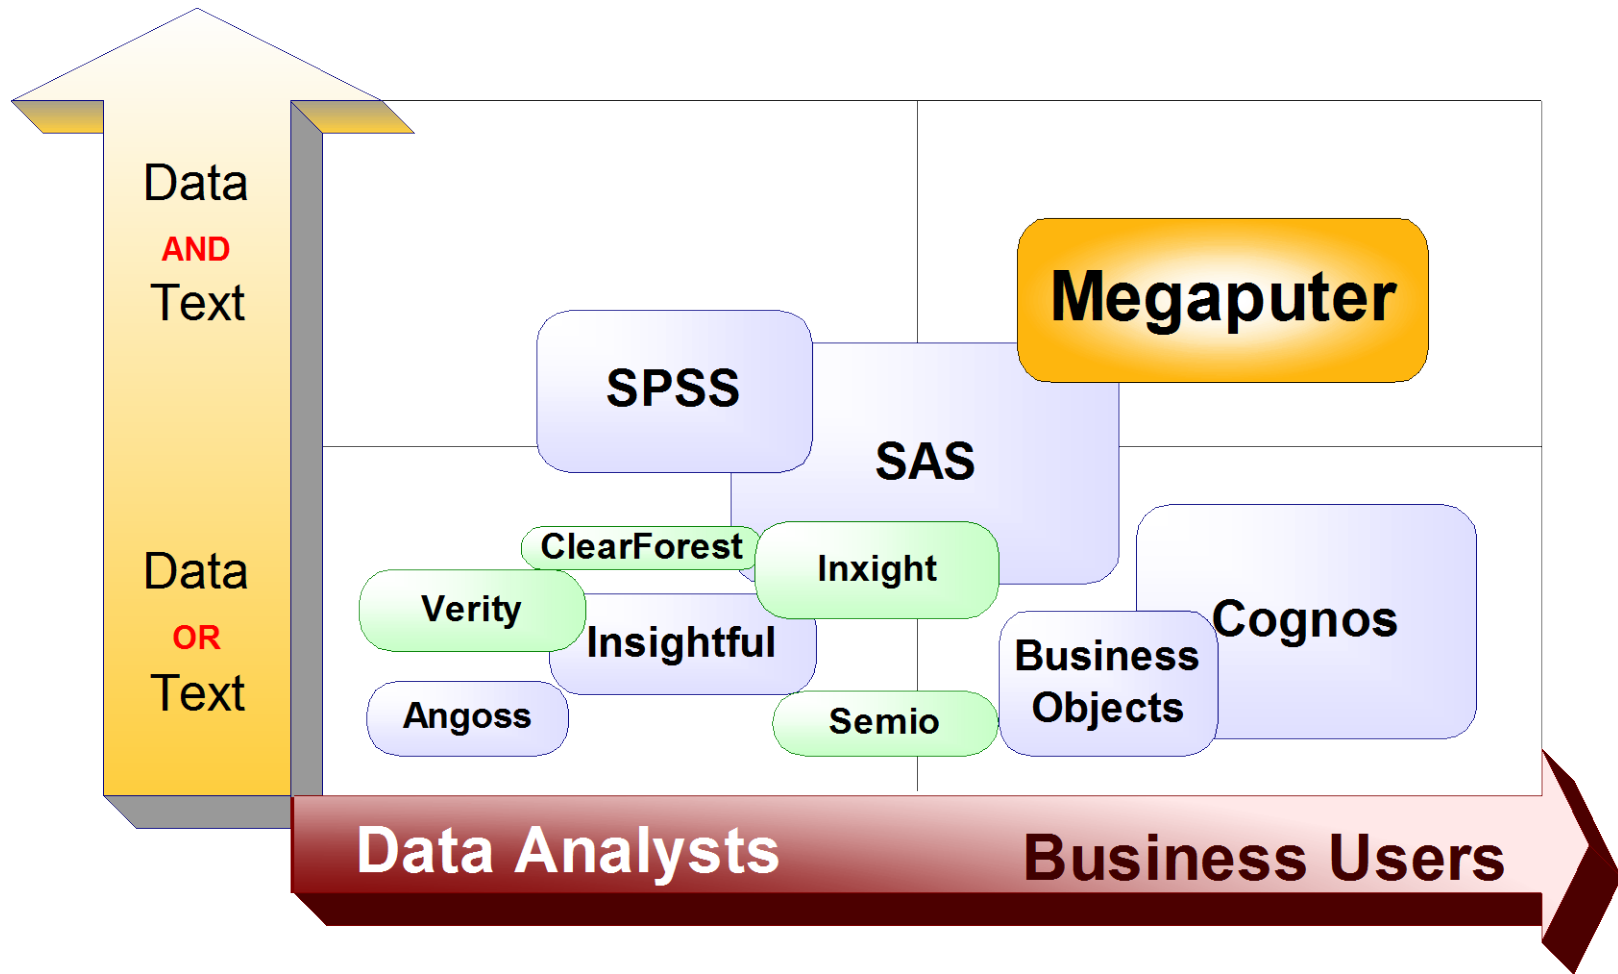 Data
AND
Text
Data
OR
Text
Megaputer
SPSS
SAS
ClearForest
Inxight
Verity
Insightful
Cognos
Business
Objects
Angoss
Semio
Data Analysts
Business Users